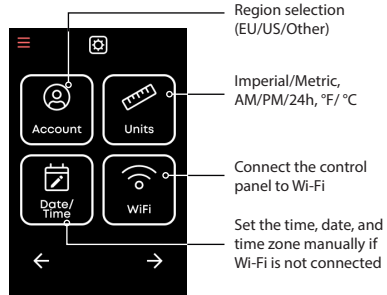 Region selection
(EU/US/Other)
Account
Units
Imperial/Metric,
AM/PM/24h, °F/ °C
Date/
Time
WiFi
Connect the control
panel to Wi-Fi
Set the time, date, and
time zone manually if
Wi-Fi is not connected